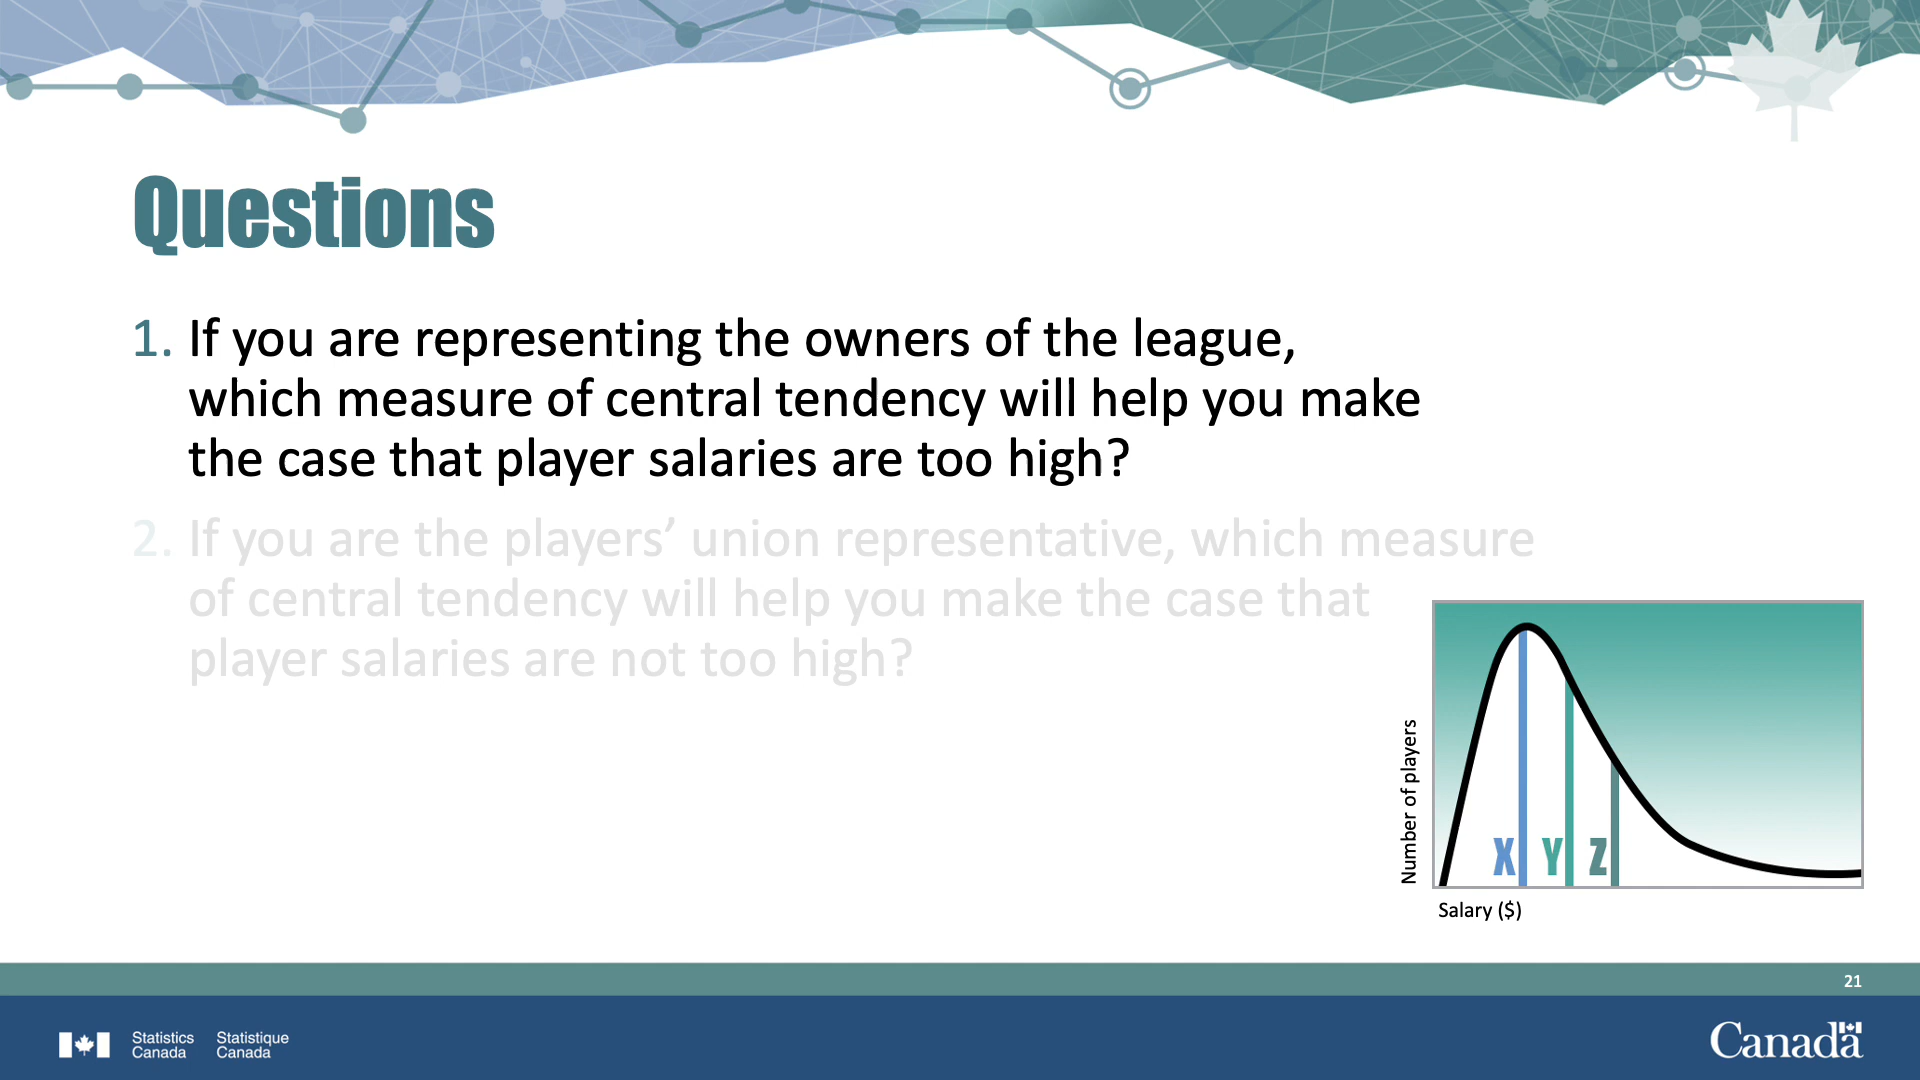 Questions
1. If you are representing the owners of the league,
which measure of central tendency will help you make
the case that player salaries are too high?
2. If you are the players’ union representative, which measure
of central tendency will help you make the case that
player salaries are not too high?
Number of players
X Y Z
Salary ($)
21
Statistics Canada
Statistique Canada
Canada